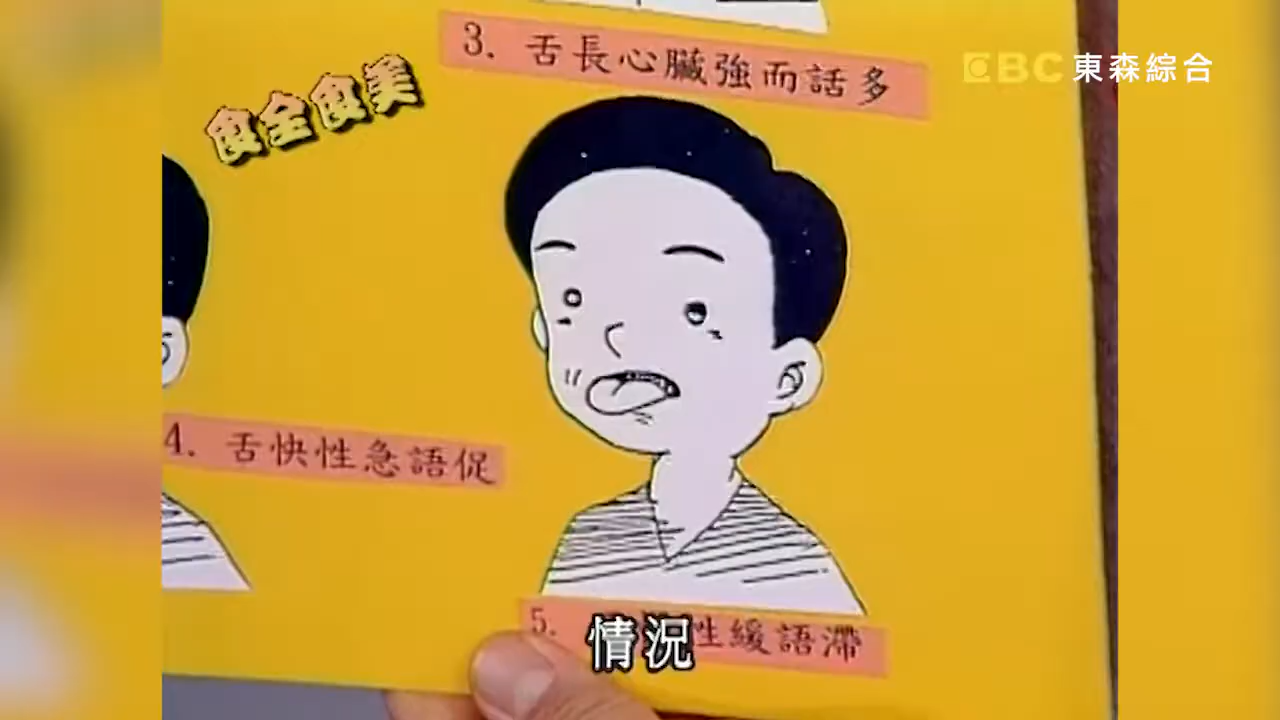 3. 舌長心臟強而話多
EBC 東森綜合
食全食美
4. 舌快性急語促
5. 性緩語滯
情況